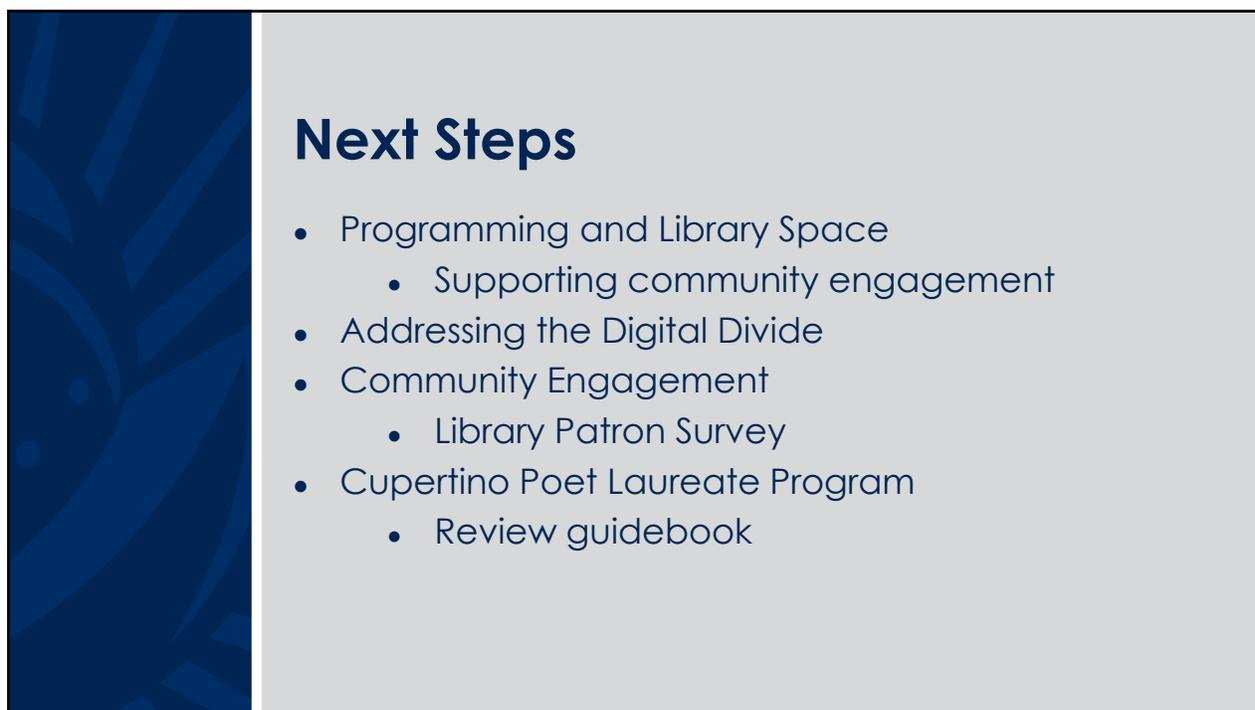 Next Steps
• Programming and Library Space
• Supporting community engagement
• Addressing the Digital Divide
• Community Engagement
• Library Patron Survey
• Cupertino Poet Laureate Program
• Review guidebook